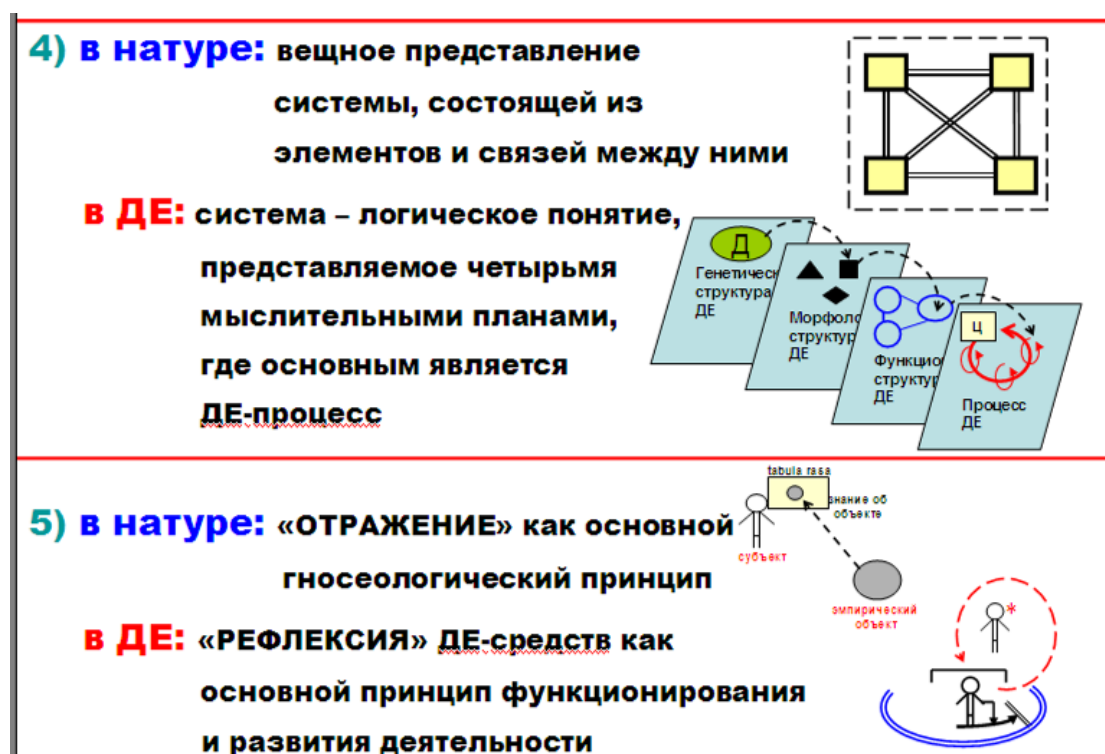 4) в натуре: вещное представление
системы, состоящей из
элементов и связей между ними
в ДЕ: система – логическое понятие,
представляемое четырьмя
мыслительными планами,
где основным является
ДЕ-процесс
Д
структура
ДЕ
ДЕ
ДЕ
Ц
Процесс
ДЕ
5) в натуре: «ОТРАЖЕНИЕ» как основной
гносеологический принцип
tabula rasa
знание об
объекте
субъект
эмпирический
объект
*
в ДЕ: «РЕФЛЕКСИЯ» ДЕ-средств как
основной принцип функционирования
и развития деятельности